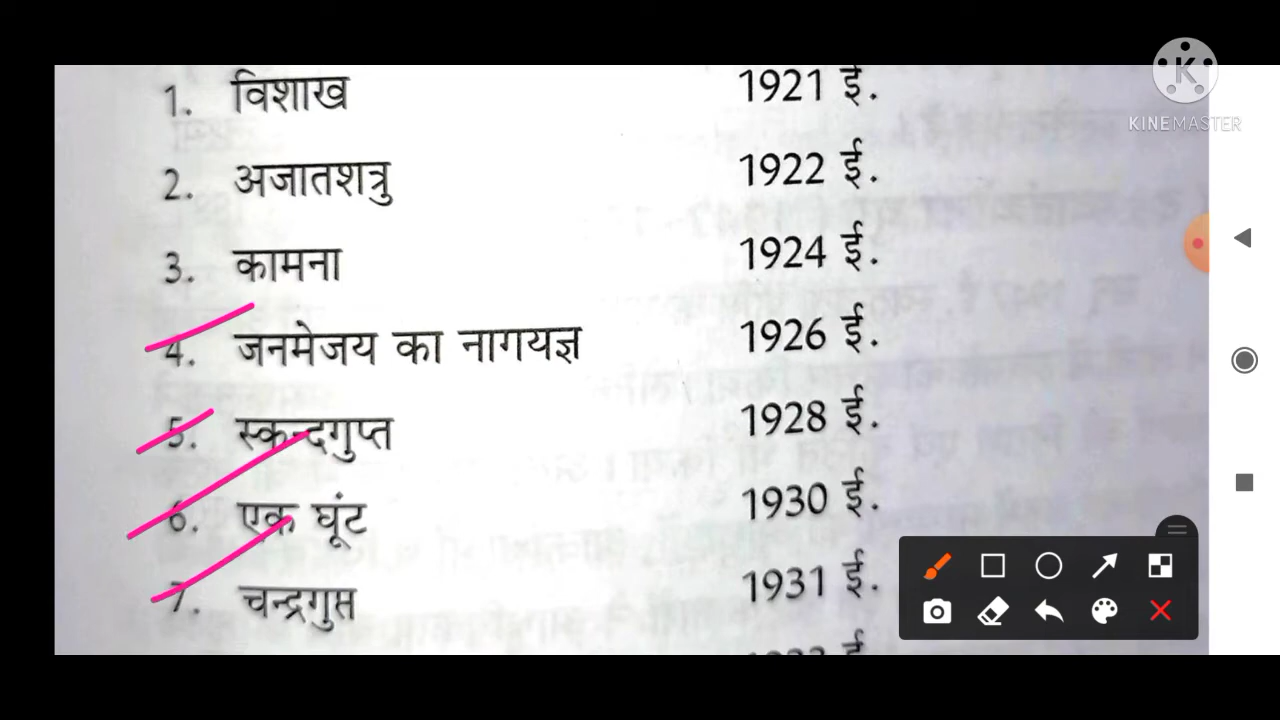 KINEMASTER
1. विशाख 1921 ई.
2. अजातशत्रु 1922 ई.
3. कामना 1924 ई.
4. जनमेजय का नागयज्ञ 1926 ई.
5. स्कन्दगुप्त 1928 ई.
6. एक घूंट 1930 ई.
7. चन्द्रगुप्त 1931 ई.